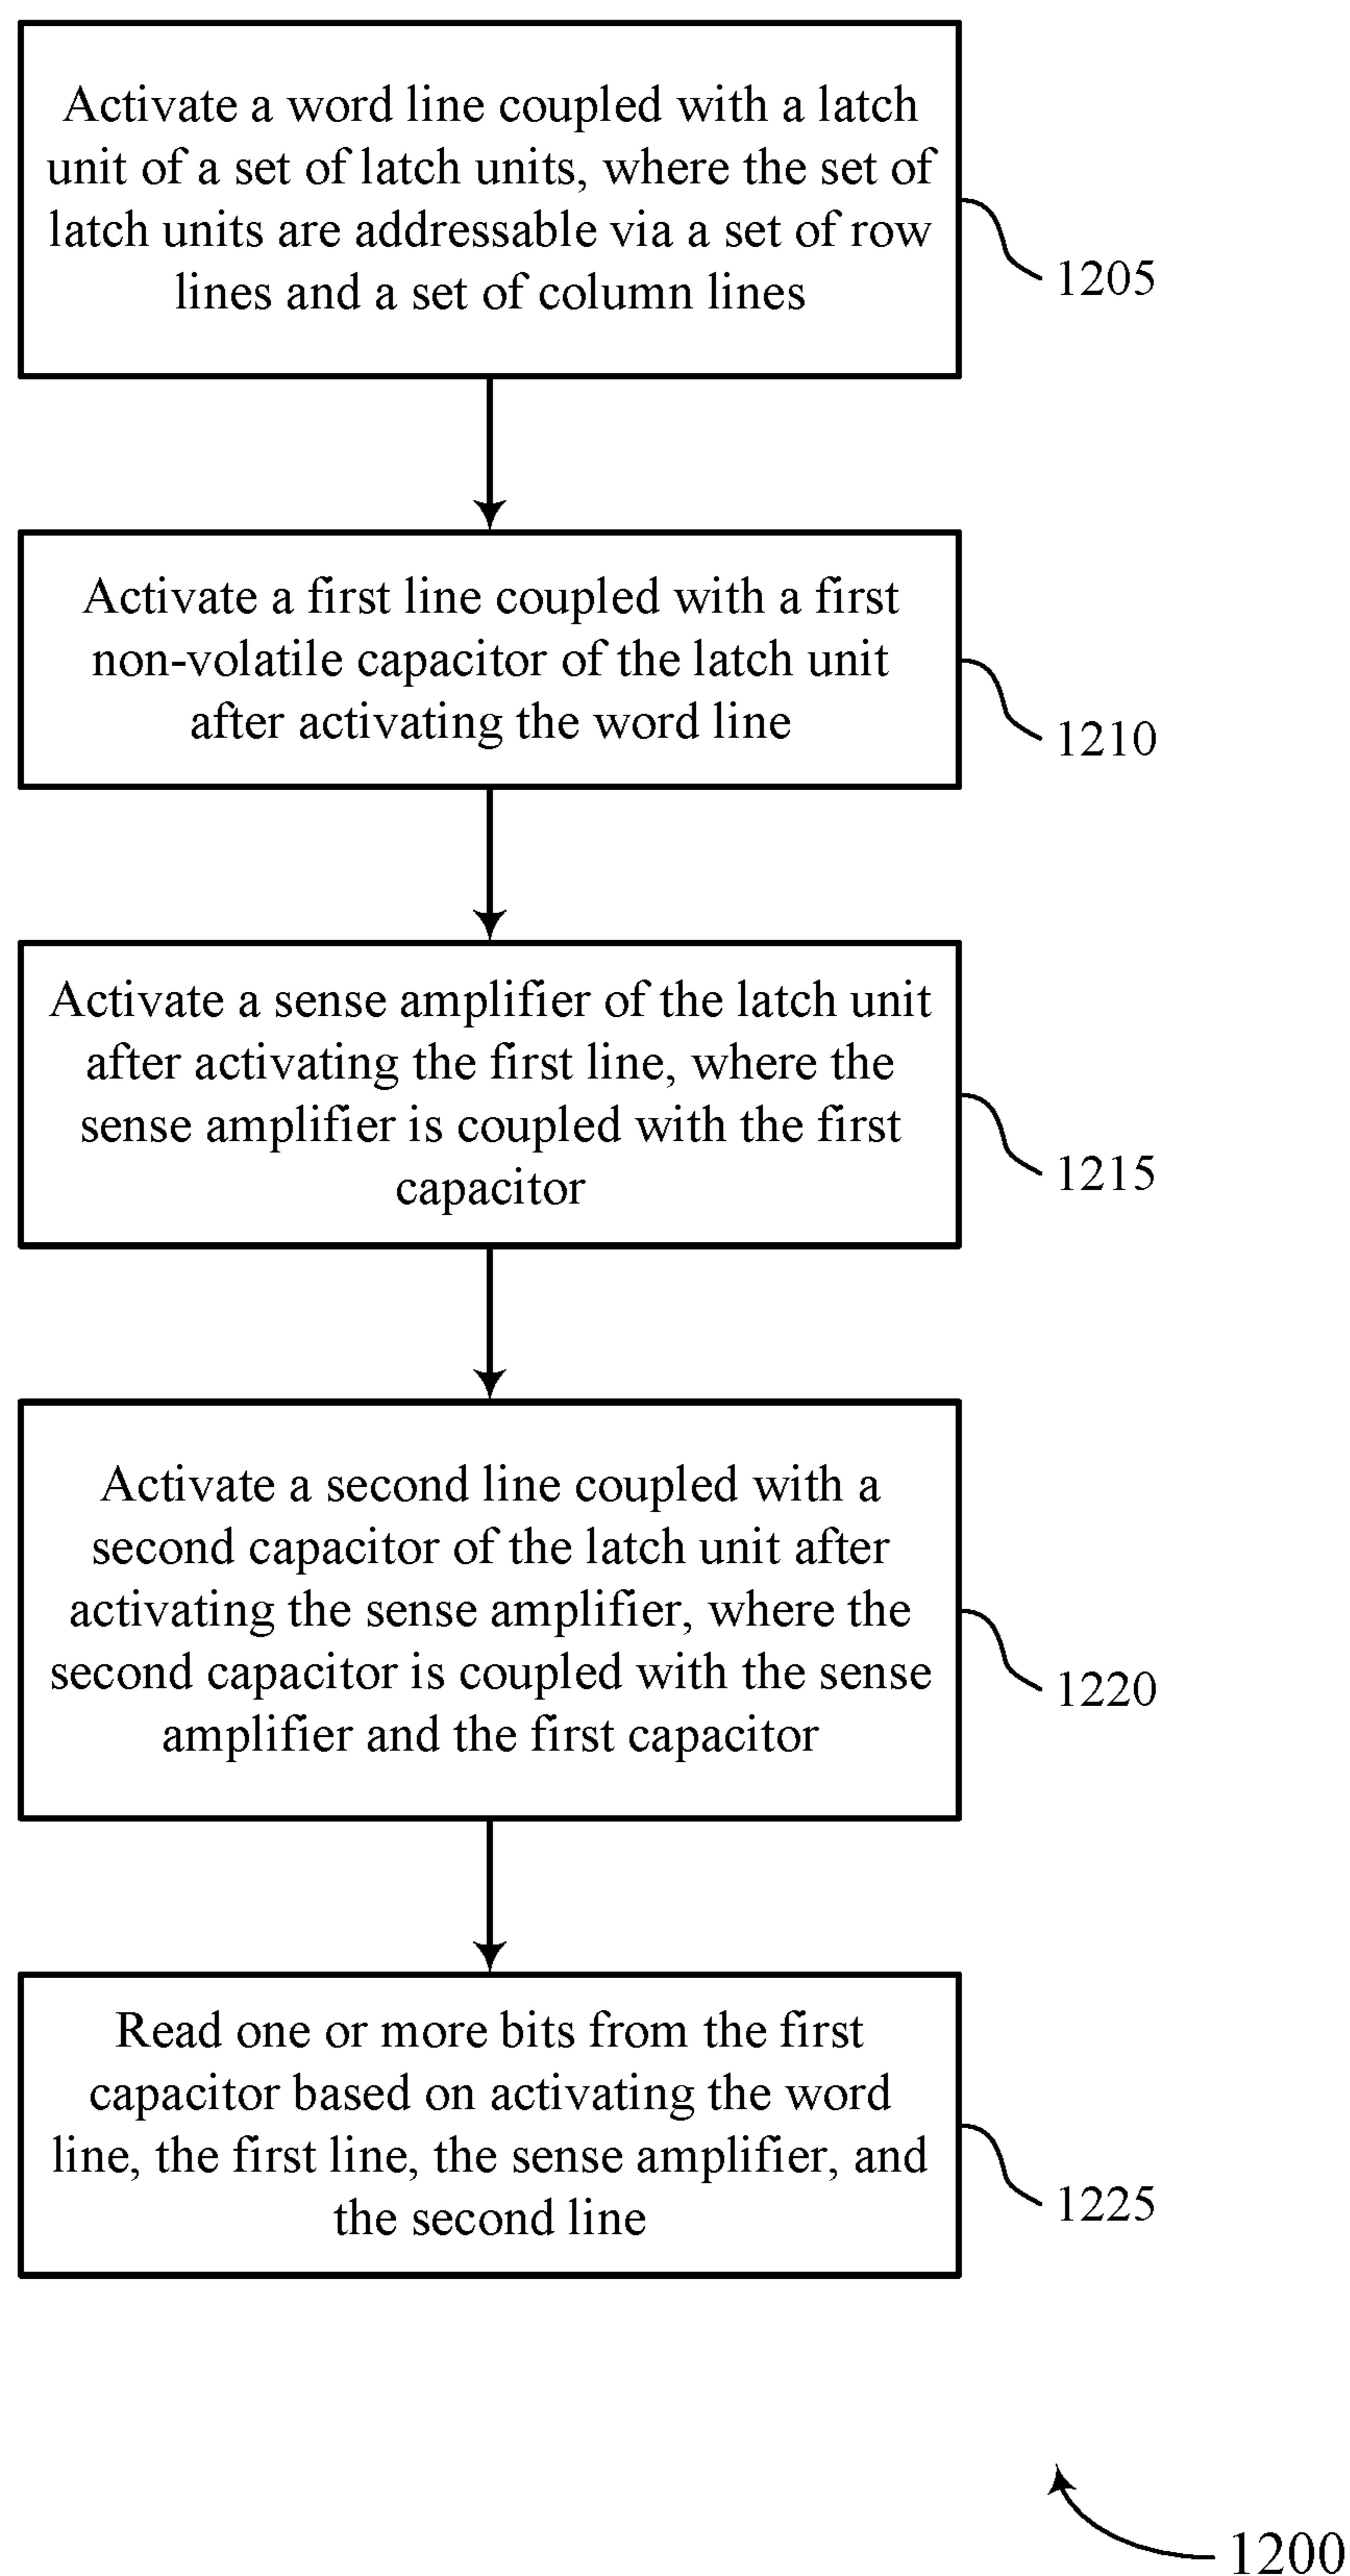 Activate a word line coupled with a latch
unit of a set of latch units, where the set of
latch units are addressable via a set of row
lines and a set of column lines
1205
Activate a first line coupled with a first
non-volatile capacitor of the latch unit
after activating the word line
1210
Activate a sense amplifier of the latch unit
after activating the first line, where the
sense amplifier is coupled with the first
capacitor
1215
Activate a second line coupled with a
second capacitor of the latch unit after
activating the sense amplifier, where the
second capacitor is coupled with the sense
amplifier and the first capacitor
1220
Read one or more bits from the first
capacitor based on activating the word
line, the first line, the sense amplifier, and
the second line
1225
1200